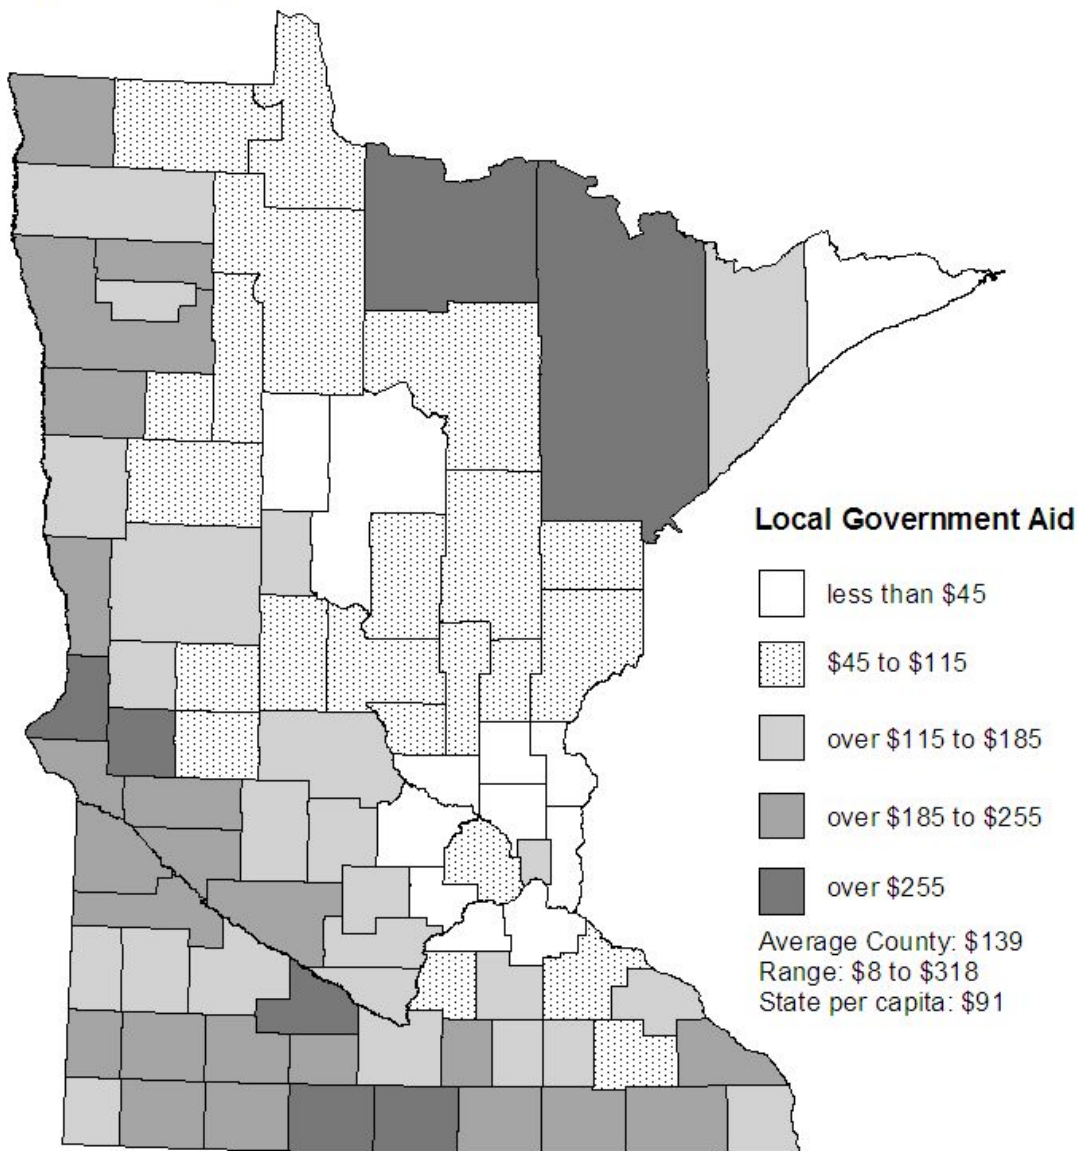 Local Government Aid
less than $45
$45 to $115
over $115 to $185
over $185 to $255
over $255
Average County: $139
Range: $8 to $318
State per capita: $91